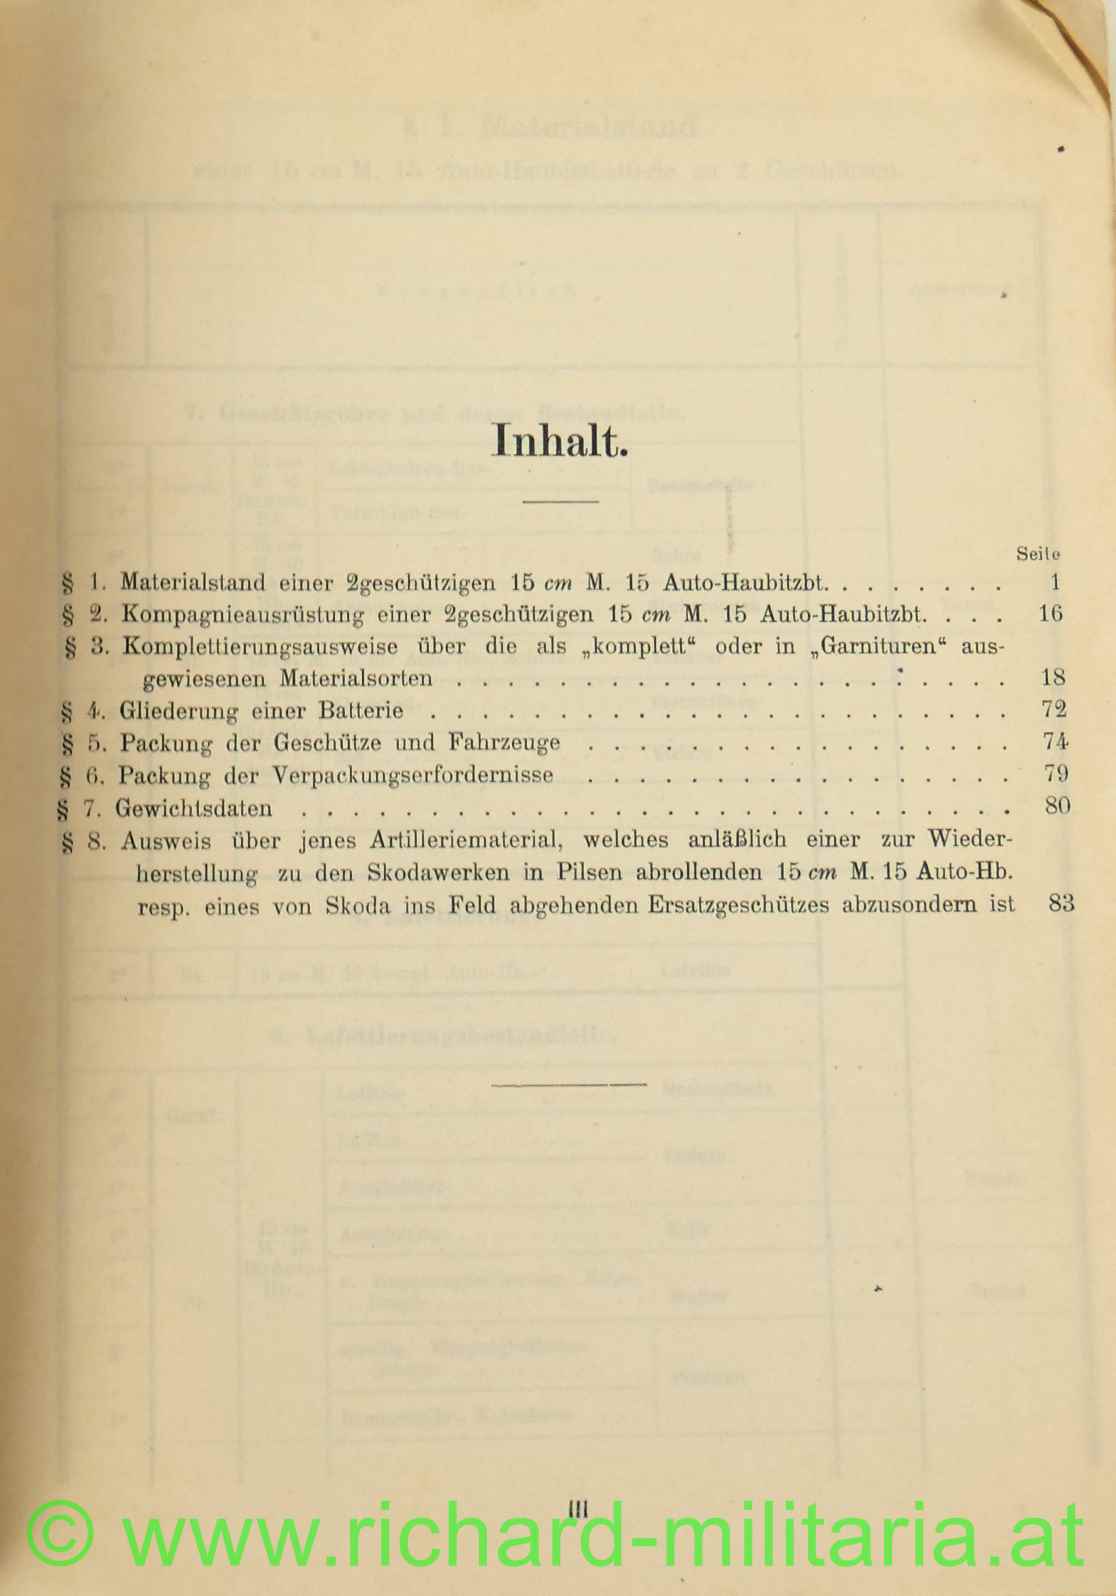 Inhalt.
Seite
§ 1. Materialstand einer 2geschützigen 15 cm M. 15 Auto-Haubitzbt. . . . . . . . 1
§ 2. Kompagnieausrüstung einer 2geschützigen 15 cm M. 15 Auto-Haubitzbt. . . . 16
§ 3. Komplettierungsausweise über die als „komplett“ oder in „Garnituren“ aus-
gewiesenen Materialsorten . . . . . . . . . . . . . . . . . . . . . . 18
§ 4. Gliederung einer Batterie . . . . . . . . . . . . . . . . . . . . . . . 72
§ 5. Packung der Geschütze und Fahrzeuge . . . . . . . . . . . . . . . . . 74
§ 6. Packung der Verpackungserfordernisse . . . . . . . . . . . . . . . . . 79
§ 7. Gewichtsdaten . . . . . . . . . . . . . . . . . . . . . . . . . . . . 80
§ 8. Ausweis über jenes Artilleriematerial, welches anläßlich einer zur Wieder-
herstellung zu den Skodawerken in Pilsen abrollenden 15 cm M. 15 Auto-Hb.
resp. eines von Skoda ins Feld abgehenden Ersatzgeschützes abzusondern ist 83
III
© www.richard-militaria.at